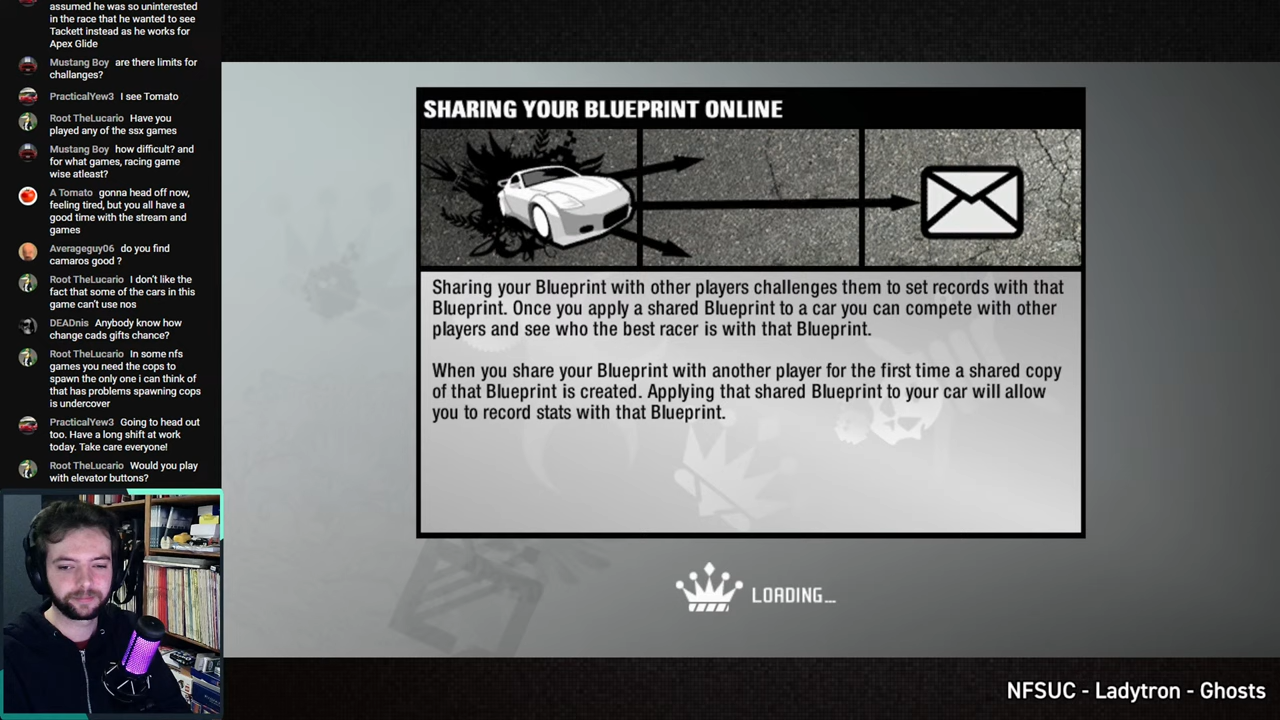 assumed he was so uninterested
in the race that he wanted to see
Tackett instead as he works for
Apex Glide
Mustang Boy are there limits for
challanges?
PracticalYew3 I see Tomato
Root TheLucario Have you
played any of the ssx games
Mustang Boy how difficult? and
for what games, racing game
wise atleast?
A Tomato gonna head off now,
feeling tired, but you all have a
good time with the stream and
games
Averageguy06 do you find
camaros good ?
Root TheLucario I don't like the
fact that some of the cars in this
game can't use nos
DEADnis Anybody know how
change cads gifts chance?
Root TheLucario In some nfs
games you need the cops to
spawn the only one i can think of
that has problems spawning cops
is undercover
PracticalYew3 Going to head out
too. Have a long shift at work
today. Take care everyone!
Root TheLucario Would you play
with elevator buttons?
SHARING YOUR BLUEPRINT ONLINE
Sharing your Blueprint with other players challenges them to set records with that
Blueprint. Once you apply a shared Blueprint to a car you can compete with other
players and see who the best racer is with that Blueprint.
When you share your Blueprint with another player for the first time a shared copy
of that Blueprint is created. Applying that shared Blueprint to your car will allow
you to record stats with that Blueprint.
LOADING...
NFSUC - Ladytron - Ghosts